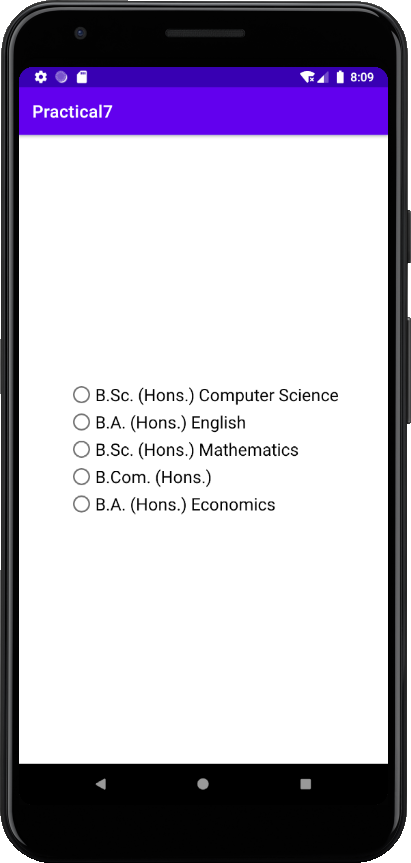 8:09
Practical7
B.Sc. (Hons.) Computer Science
B.A. (Hons.) English
B.Sc. (Hons.) Mathematics
B.Com. (Hons.)
B.A. (Hons.) Economics